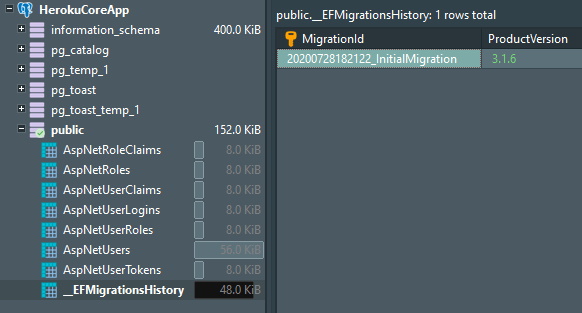 HerokuCoreApp
information_schema 400.0 KiB
pg_catalog
pg_temp_1
pg_toast
pg_toast_temp_1
public 152.0 KiB
AspNetRoleClaims 8.0 KiB
AspNetRoles 8.0 KiB
AspNetUserClaims 8.0 KiB
AspNetUserLogins 8.0 KiB
AspNetUserRoles 8.0 KiB
AspNetUsers 56.0 KiB
AspNetUserTokens 8.0 KiB
__EFMigrationsHistory 48.0 KiB
public.__EFMigrationsHistory: 1 rows total
MigrationId ProductVersion
20200728182122_InitialMigration 3.1.6